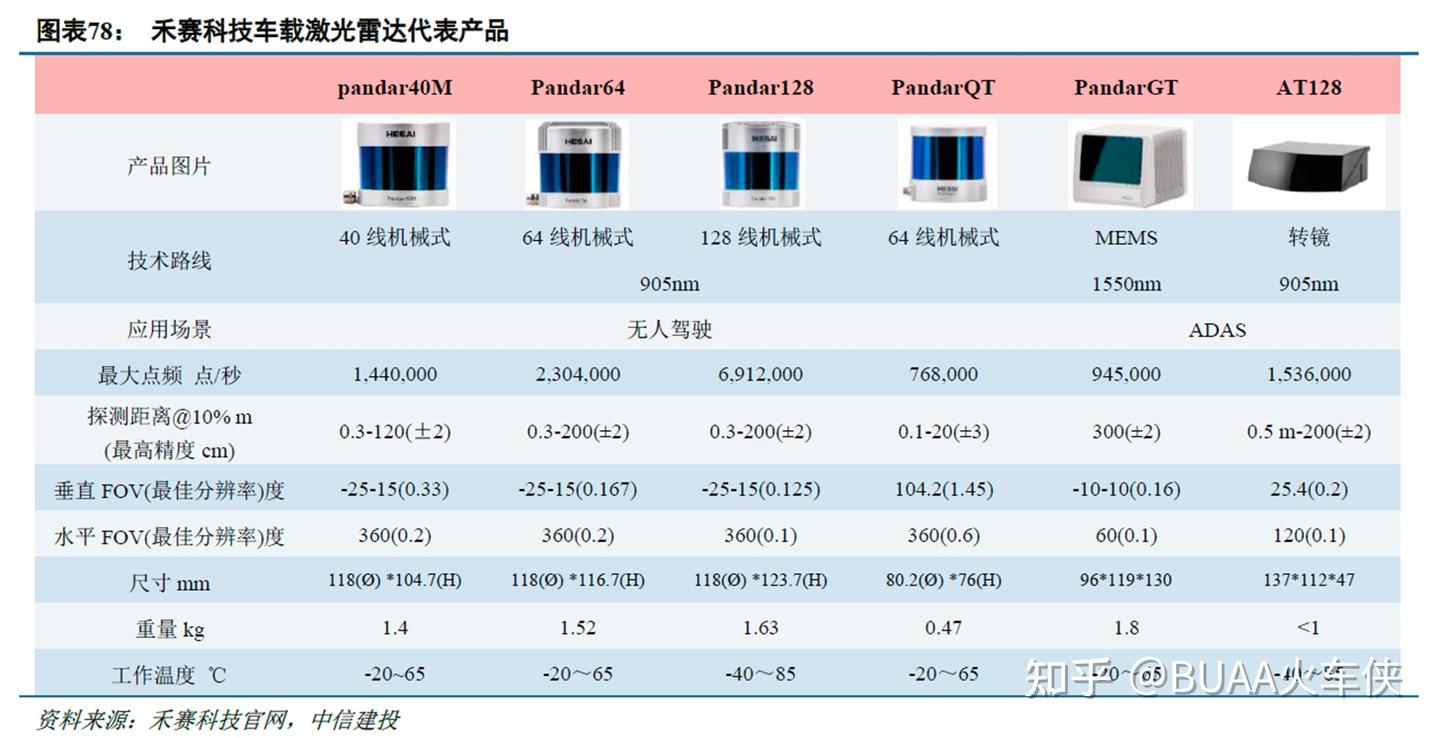 图表78： 禾赛科技车载激光雷达代表产品
pandar40M Pandar64 Pandar128 PandarQT PandarGT AT128
产品图片
HESAI HESAI HESAI HESAI
Pandar40M
技术路线
40 线机械式 64 线机械式 128 线机械式 64 线机械式 MEMS 转镜
905nm 1550nm 905nm
应用场景 无人驾驶 ADAS
最大点频 点/秒 1,440,000 2,304,000 6,912,000 768,000 945,000 1,536,000
探测距离@10% m
(最高精度 cm) 0.3-120(±2) 0.3-200(±2) 0.3-200(±2) 0.1-20(±3) 300(±2) 0.5 m-200(±2)
垂直 FOV(最佳分辨率)度 -25-15(0.33) -25-15(0.167) -25-15(0.125) 104.2(1.45) -10-10(0.16) 25.4(0.2)
水平 FOV(最佳分辨率)度 360(0.2) 360(0.2) 360(0.1) 360(0.6) 60(0.1) 120(0.1)
尺寸 mm 118(Ø) *104.7(H) 118(Ø) *116.7(H) 118(Ø) *123.7(H) 80.2(Ø) *76(H) 96*119*130 137*112*47
重量 kg 1.4 1.52 1.63 0.47 1.8 <1
工作温度 ℃ -20~65 -20～65 -40～85 -20～65 -20～65 -40～85
知乎 @BUAA火车侠
资料来源：禾赛科技官网，中信建投